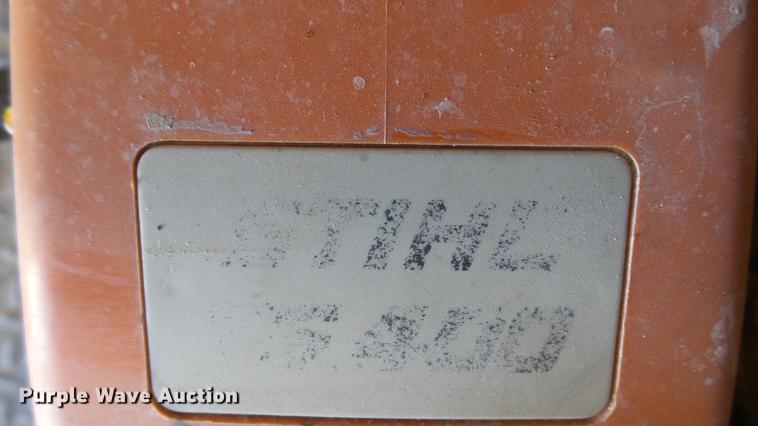 STIHL
TS 400
Purple Wave Auction